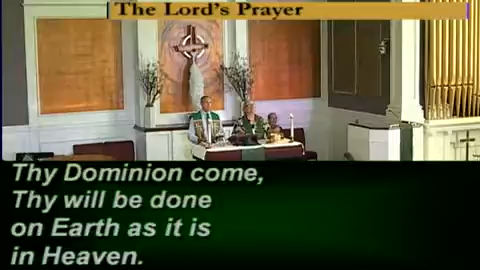 The Lord's Prayer
Thy Dominion come,
Thy will be done
on Earth as it is
in Heaven.